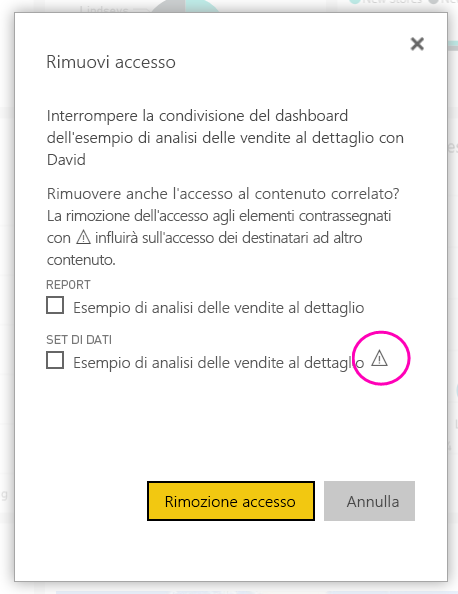 Lindseys
New Stores
Rimuovi accesso
Interrompere la condivisione del dashboard
dell'esempio di analisi delle vendite al dettaglio con
David
Rimuovere anche l'accesso al contenuto correlato?
La rimozione dell'accesso agli elementi contrassegnati
con ⚠ influirà sull'accesso dei destinatari ad altro
contenuto.
REPORT
Esempio di analisi delle vendite al dettaglio
SET DI DATI
Esempio di analisi delle vendite al dettaglio ⚠
Rimozione accesso
Annulla